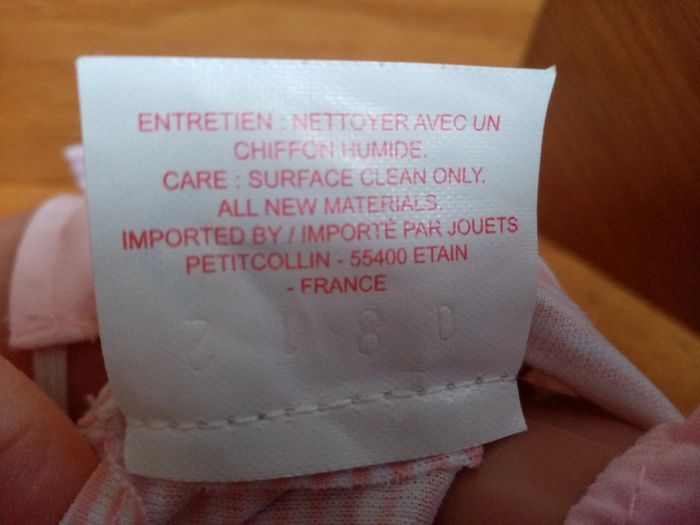 ENTRETIEN : NETTOYER AVEC UN
CHIFFON HUMIDE.
CARE : SURFACE CLEAN ONLY.
ALL NEW MATERIALS.
IMPORTED BY / IMPORTÉ PAR JOUETS
PETITCOLLIN - 55400 ETAIN
- FRANCE